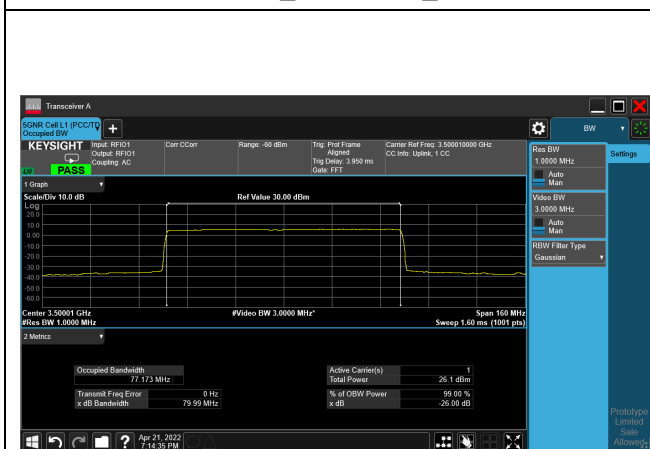 Transceiver A
5GNR Cell L1 (PCC/TD
Occupied BW
+
BW
KEYSIGHT
LXI
PASS
Input: RFIO1
Output: RFIO1
Coupling: AC
Corr CCorr
Range: -60 dBm
Trig: Prot Frame
Aligned
Trig Delay: 3.950 ms
Gate: FFT
Carrier Ref Freq: 3.500010000 GHz
CC Info: Uplink, 1 CC
1 Graph
Scale/Div 10.0 dB
Ref Value 30.00 dBm
Log
20.0
10.0
0.00
-10.0
-20.0
-30.0
-40.0
-50.0
-60.0
Center 3.50001 GHz
#Video BW 3.0000 MHz*
Span 160 MHz
#Res BW 1.0000 MHz
Sweep 1.60 ms (1001 pts)
2 Metrics
Occupied Bandwidth
77.173 MHz
Transmit Freq Error 0 Hz
x dB Bandwidth 79.99 MHz
Active Carrier(s) 1
Total Power 26.1 dBm
% of OBW Power 99.00 %
x dB -26.00 dB
Res BW
1.0000 MHz
Auto
Man
Video BW
3.0000 MHz
Auto
Man
RBW Filter Type
Gaussian
Settings
Prototype
Limited
Sale
Allowed
?
Apr 21, 2022
7:14:35 PM